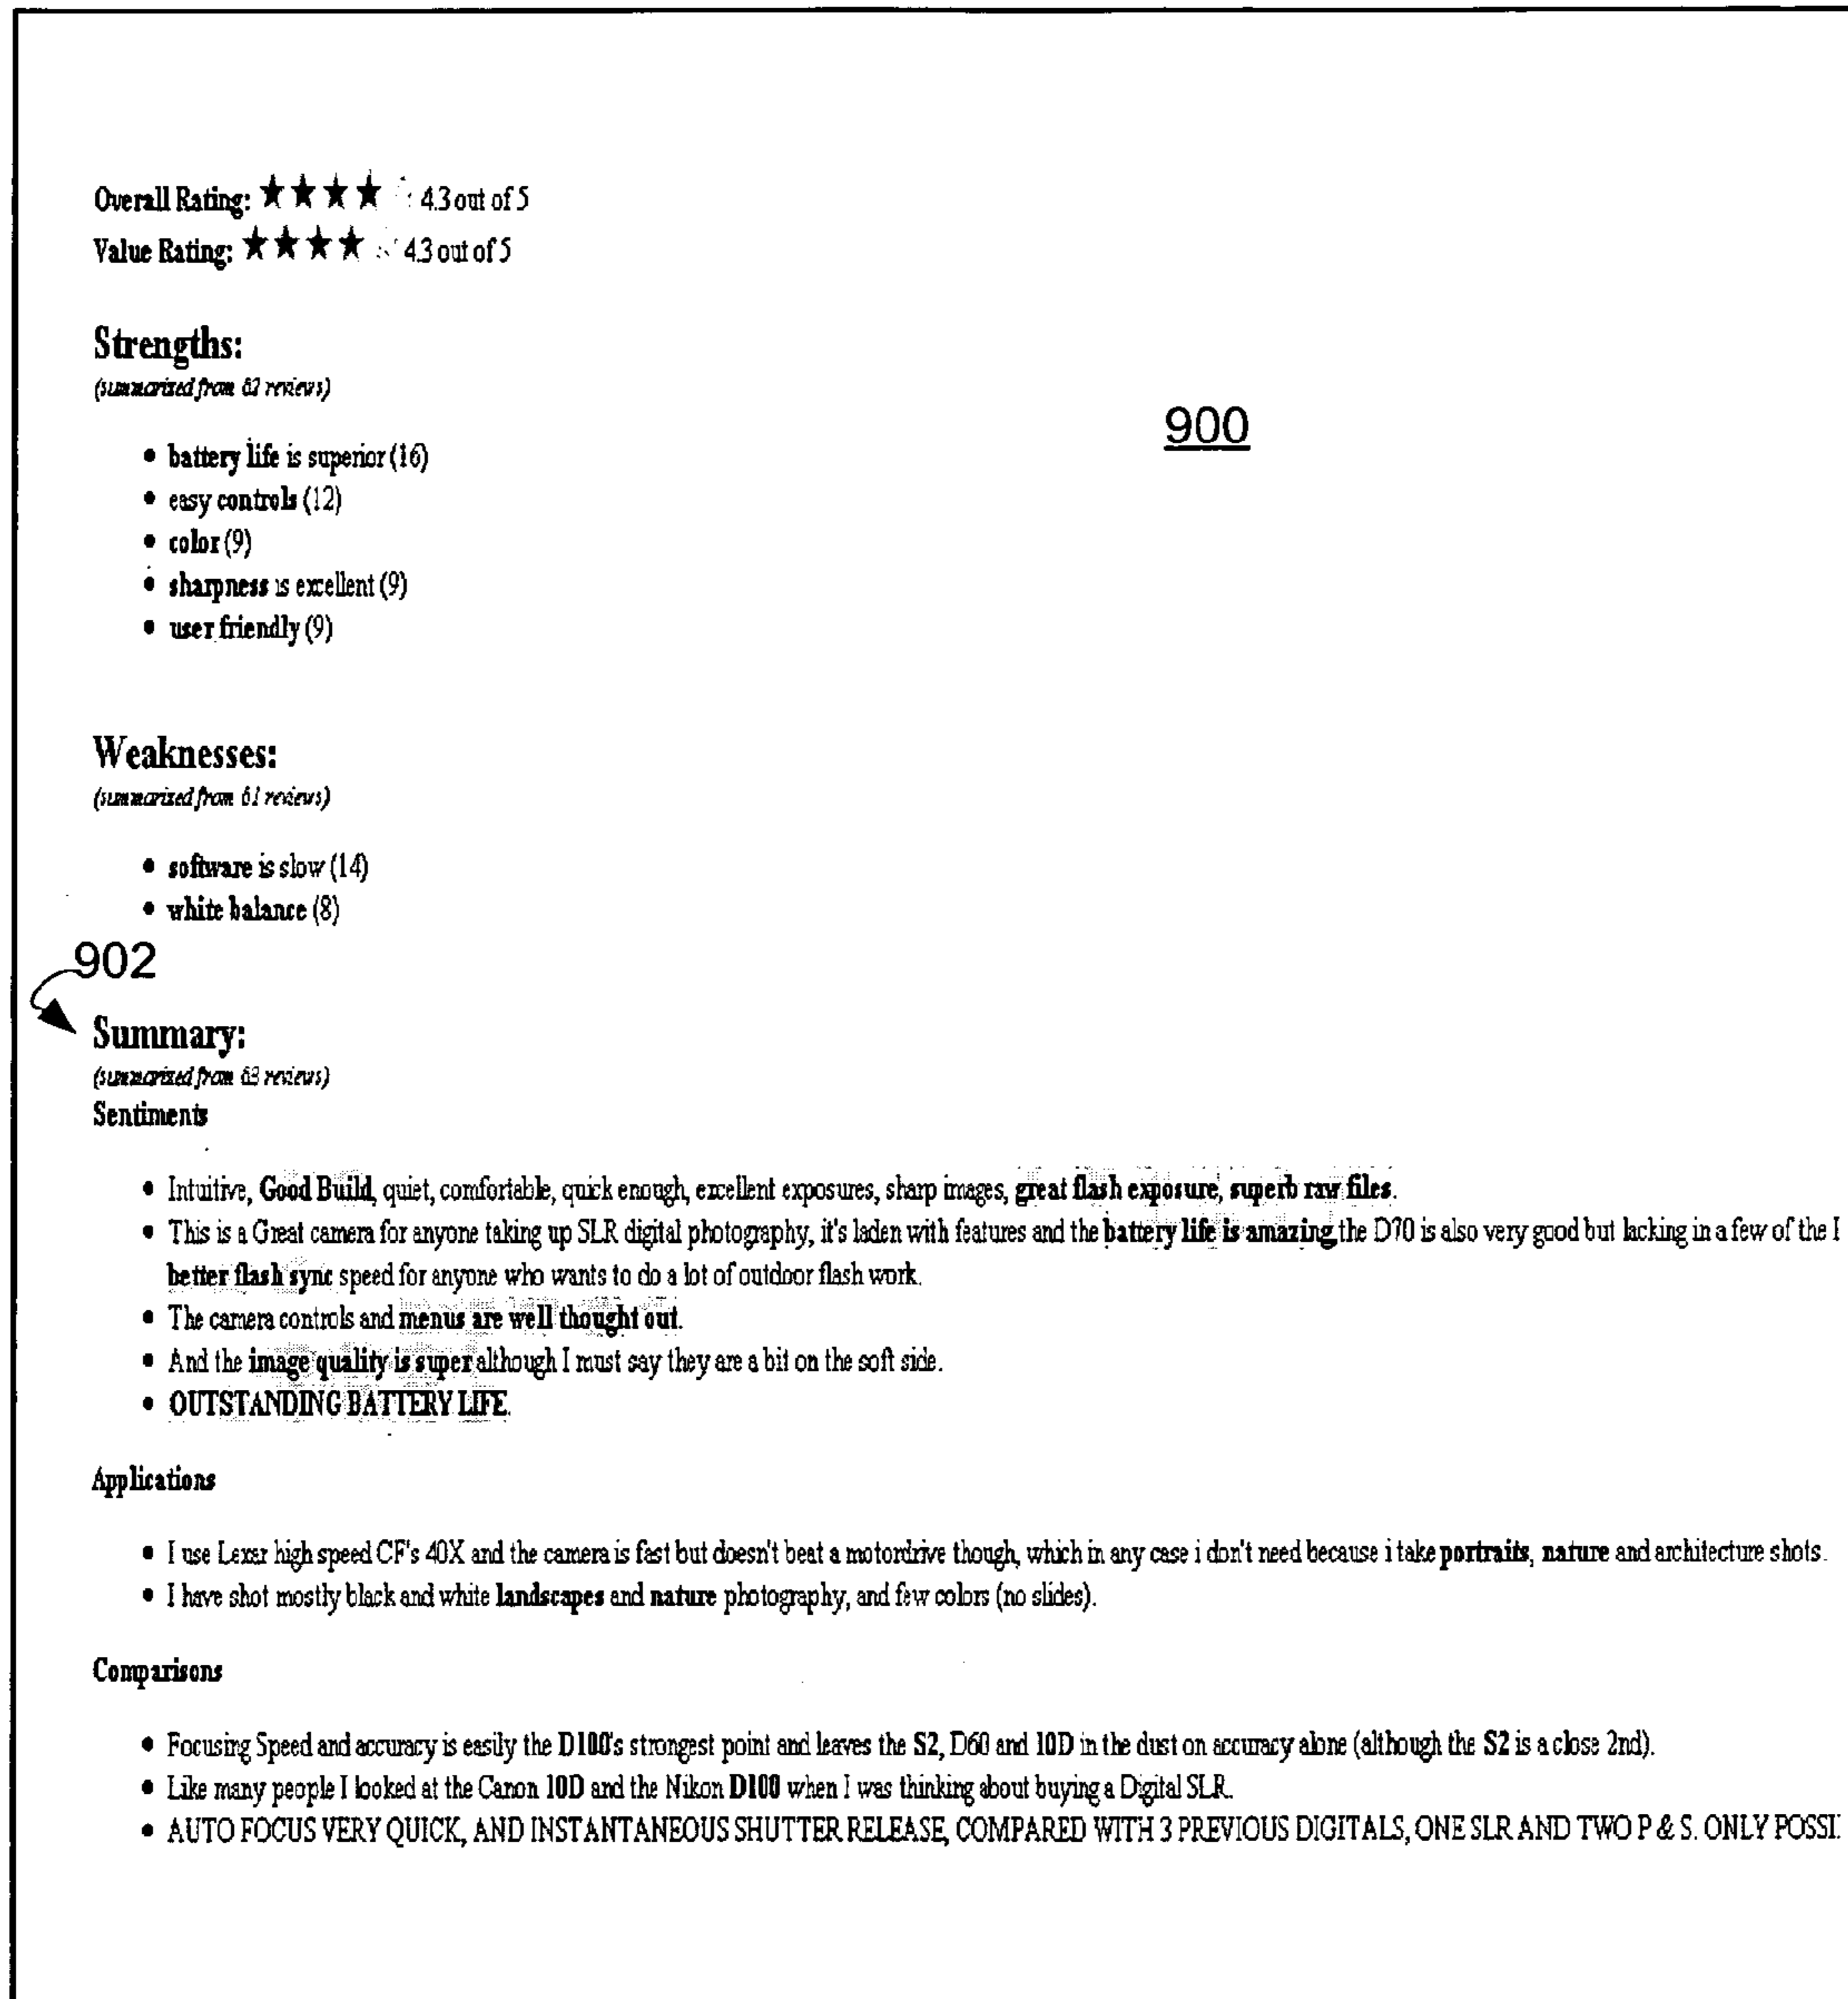 Overall Rating: ★★★★ 4.3 out of 5
Value Rating: ★★★★ 4.3 out of 5
Strengths:
(summarized from 62 reviews)
900
• battery life is superior (16)
• easy controls (12)
• color (9)
• sharpness is excellent (9)
• user friendly (9)
Weaknesses:
(summarized from 61 reviews)
• software is slow (14)
• white balance (8)
902
Summary:
(summarized from 63 reviews)
Sentiments
• Intuitive, Good Build, quiet, comfortable, quick enough, excellent exposures, sharp images, great flash exposure, superb raw files.
• This is a Great camera for anyone taking up SLR digital photography, it's laden with features and the battery life is amazing, the D70 is also very good but lacking in a few of the
better flash sync speed for anyone who wants to do a lot of outdoor flash work.
• The camera controls and menus are well thought out.
• And the image quality is super although I must say they are a bit on the soft side.
• OUTSTANDING BATTERY LIFE.
Applications
• I use Lexar high speed CF's 40X and the camera is fast but doesn't beat a motordrive though, which in any case i don't need because i take portraits, nature and architecture shots.
• I have shot mostly black and white landscapes and nature photography, and few colors (no slides).
Comparisons
• Focusing Speed and accuracy is easily the D100's strongest point and leaves the S2, D60 and 10D in the dust on accuracy alone (although the S2 is a close 2nd).
• Like many people I looked at the Canon 10D and the Nikon D100 when I was thinking about buying a Digital SLR.
• AUTO FOCUS VERY QUICK, AND INSTANTANEOUS SHUTTER RELEASE, COMPARED WITH 3 PREVIOUS DIGITALS, ONE SLR AND TWO P & S. ONLY POSSI